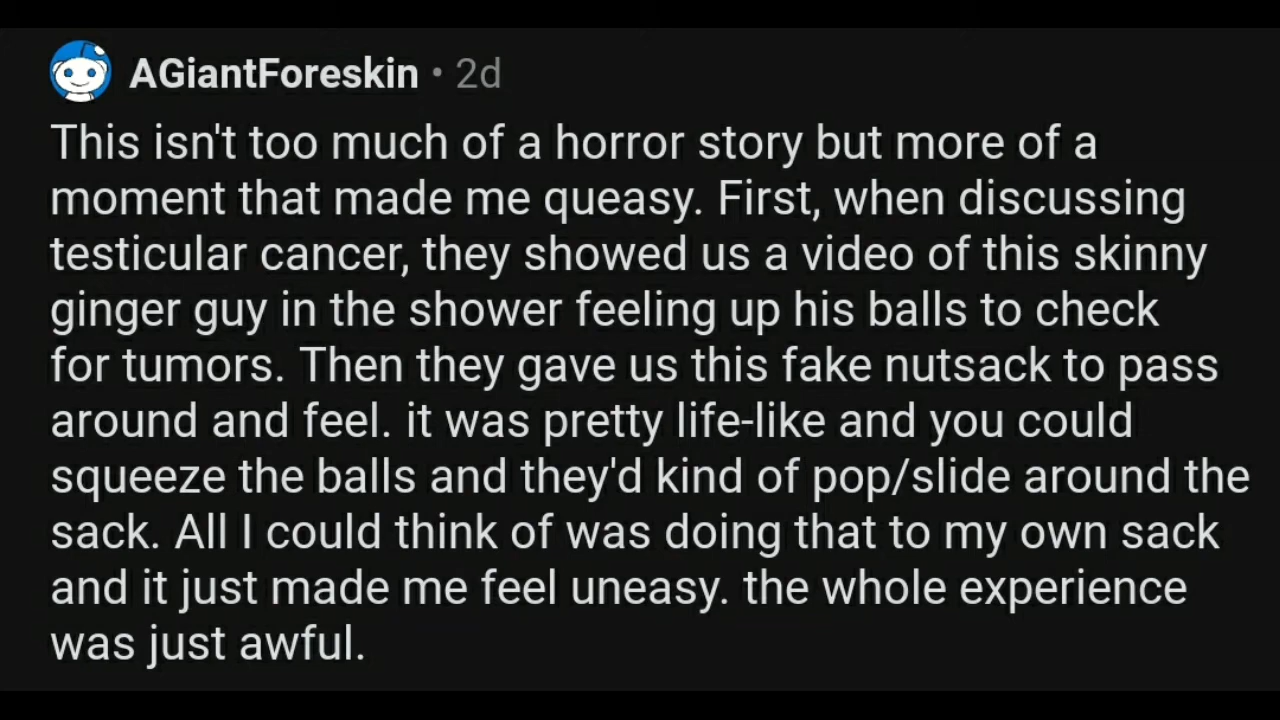 AGiantForeskin • 2d
This isn't too much of a horror story but more of a
moment that made me queasy. First, when discussing
testicular cancer, they showed us a video of this skinny
ginger guy in the shower feeling up his balls to check
for tumors. Then they gave us this fake nutsack to pass
around and feel. it was pretty life-like and you could
squeeze the balls and they'd kind of pop/slide around the
sack. All I could think of was doing that to my own sack
and it just made me feel uneasy. the whole experience
was just awful.